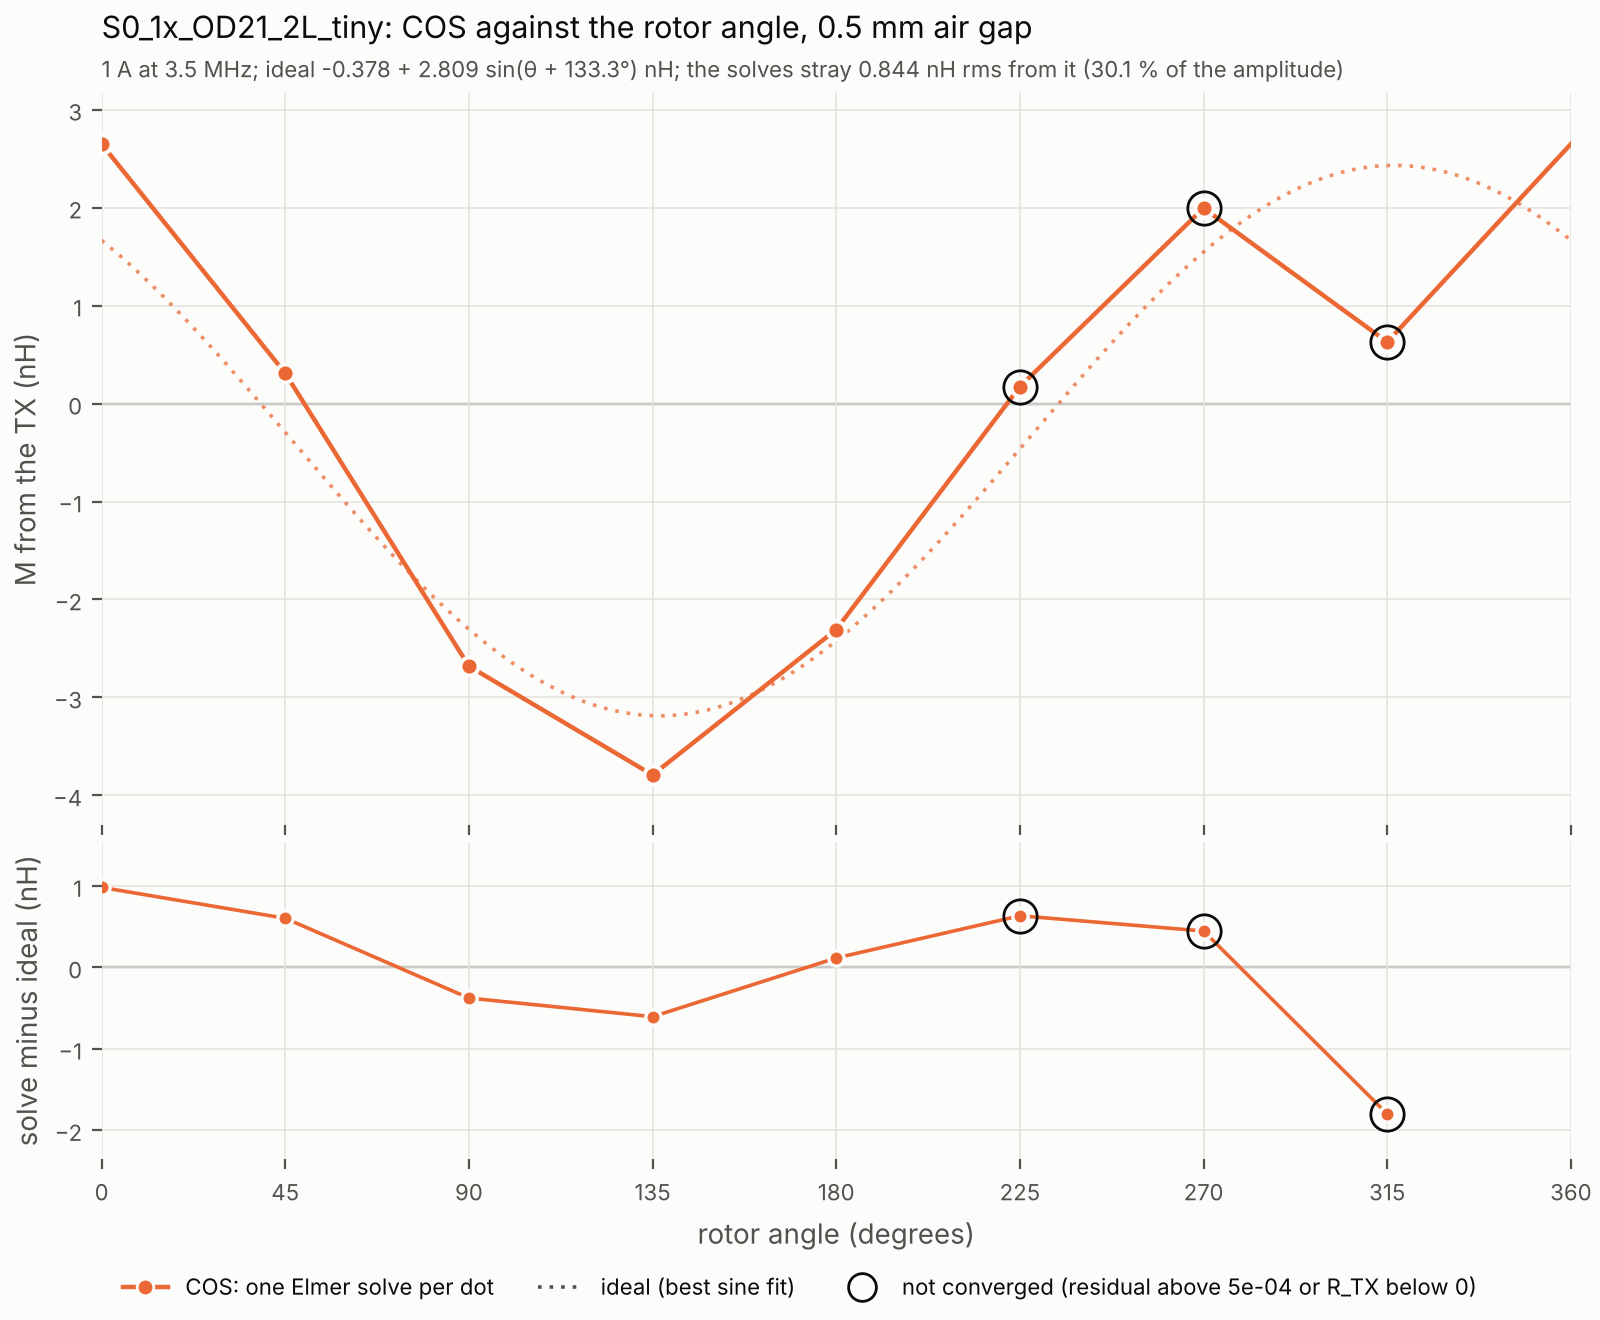 S0_1x_OD21_2L_tiny: COS against the rotor angle, 0.5 mm air gap
1 A at 3.5 MHz; ideal -0.378 + 2.809 sin(θ + 133.3°) nH; the solves stray 0.844 nH rms from it (30.1 % of the amplitude)
M from the TX (nH)
3
2
1
0
−1
−2
−3
−4
solve minus ideal (nH)
1
0
−1
−2
0 45 90 135 180 225 270 315 360
rotor angle (degrees)
COS: one Elmer solve per dot ideal (best sine fit) not converged (residual above 5e-04 or R_TX below 0)